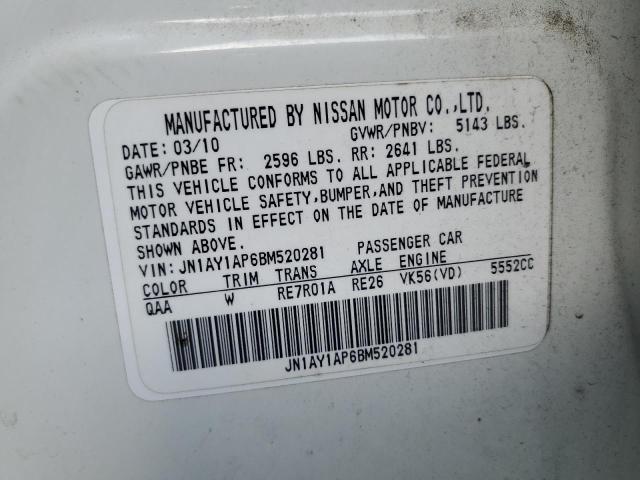 MANUFACTURED BY NISSAN MOTOR CO.,LTD.
DATE: 03/10 GVWR/PNBV: 5143 LBS.
GAWR/PNBE FR: 2596 LBS. RR: 2641 LBS.
THIS VEHICLE CONFORMS TO ALL APPLICABLE FEDERAL
MOTOR VEHICLE SAFETY,BUMPER,AND THEFT PREVENTION
STANDARDS IN EFFECT ON THE DATE OF MANUFACTURE
SHOWN ABOVE.
VIN: JN1AY1AP6BM520281 PASSENGER CAR
COLOR TRIM TRANS AXLE ENGINE
QAA W RE7R01A RE26 VK56(VD) 5552CC
JN1AY1AP6BM520281